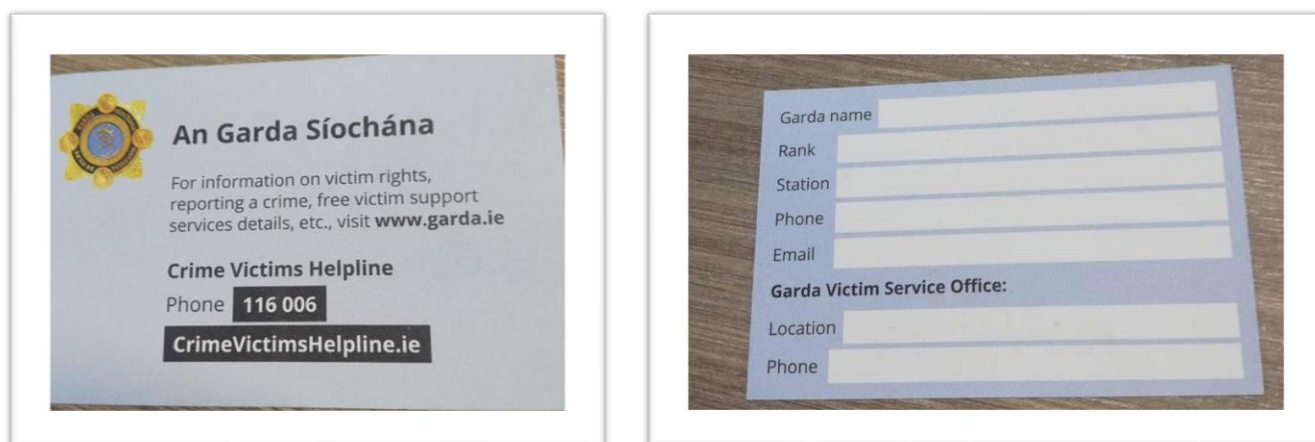 An Garda Síochána
For information on victim rights,
reporting a crime, free victim support
services details, etc., visit www.garda.ie
Crime Victims Helpline
Phone 116 006
CrimeVictimsHelpline.ie
Garda name
Rank
Station
Phone
Email
Garda Victim Service Office:
Location
Phone